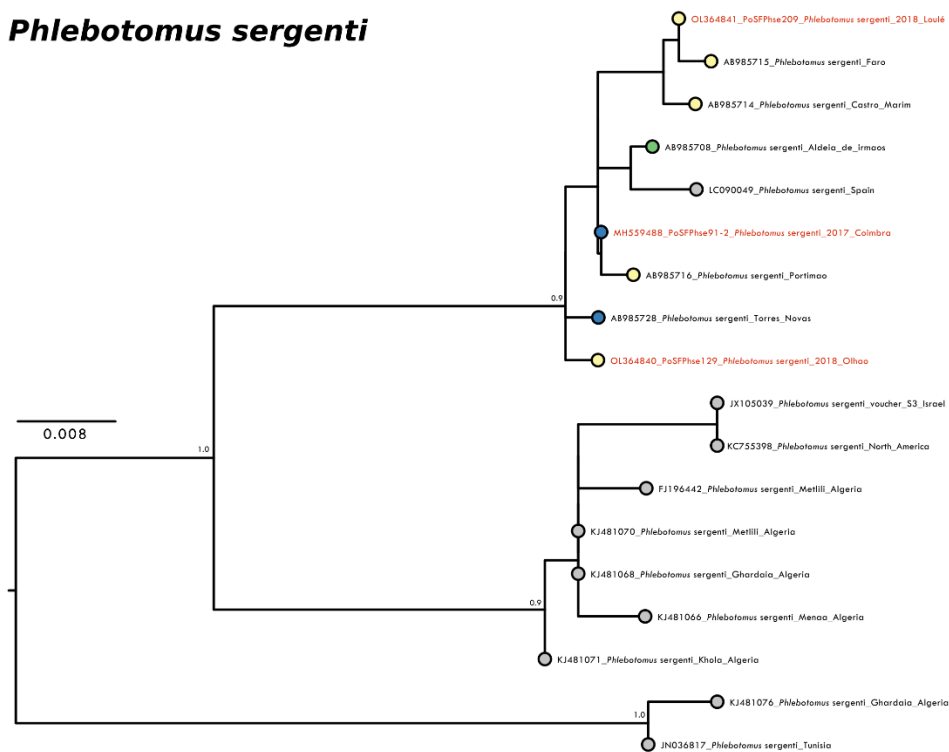 Phlebotomus sergenti
OL364841_PoSFPhse209_Phlebotomus sergenti_2018_Loulé
AB985715_Phlebotomus sergenti_Faro
AB985714_Phlebotomus sergenti_Castro_Marim
AB985708_Phlebotomus sergenti_Aldeia_de_irmaos
LC090049_Phlebotomus sergenti_Spain
MH559488_PoSFPhse91-2_Phlebotomus sergenti_2017_Coimbra
AB985716_Phlebotomus sergenti_Portimao
0.9
AB985728_Phlebotomus sergenti_Torres_Novas
OL364840_PoSFPhse129_Phlebotomus sergenti_2018_Olhao
JX105039_Phlebotomus sergenti_voucher_S3_Israel
0.008
KC755398_Phlebotomus sergenti_North_America
1.0
FJ196442_Phlebotomus sergenti_Metlili_Algeria
KJ481070_Phlebotomus sergenti_Metlili_Algeria
KJ481068_Phlebotomus sergenti_Ghardaia_Algeria
0.9
KJ481066_Phlebotomus sergenti_Menaa_Algeria
KJ481071_Phlebotomus sergenti_Khola_Algeria
KJ481076_Phlebotomus sergenti_Ghardaia_Algeria
1.0
JN036817_Phlebotomus sergenti_Tunisia